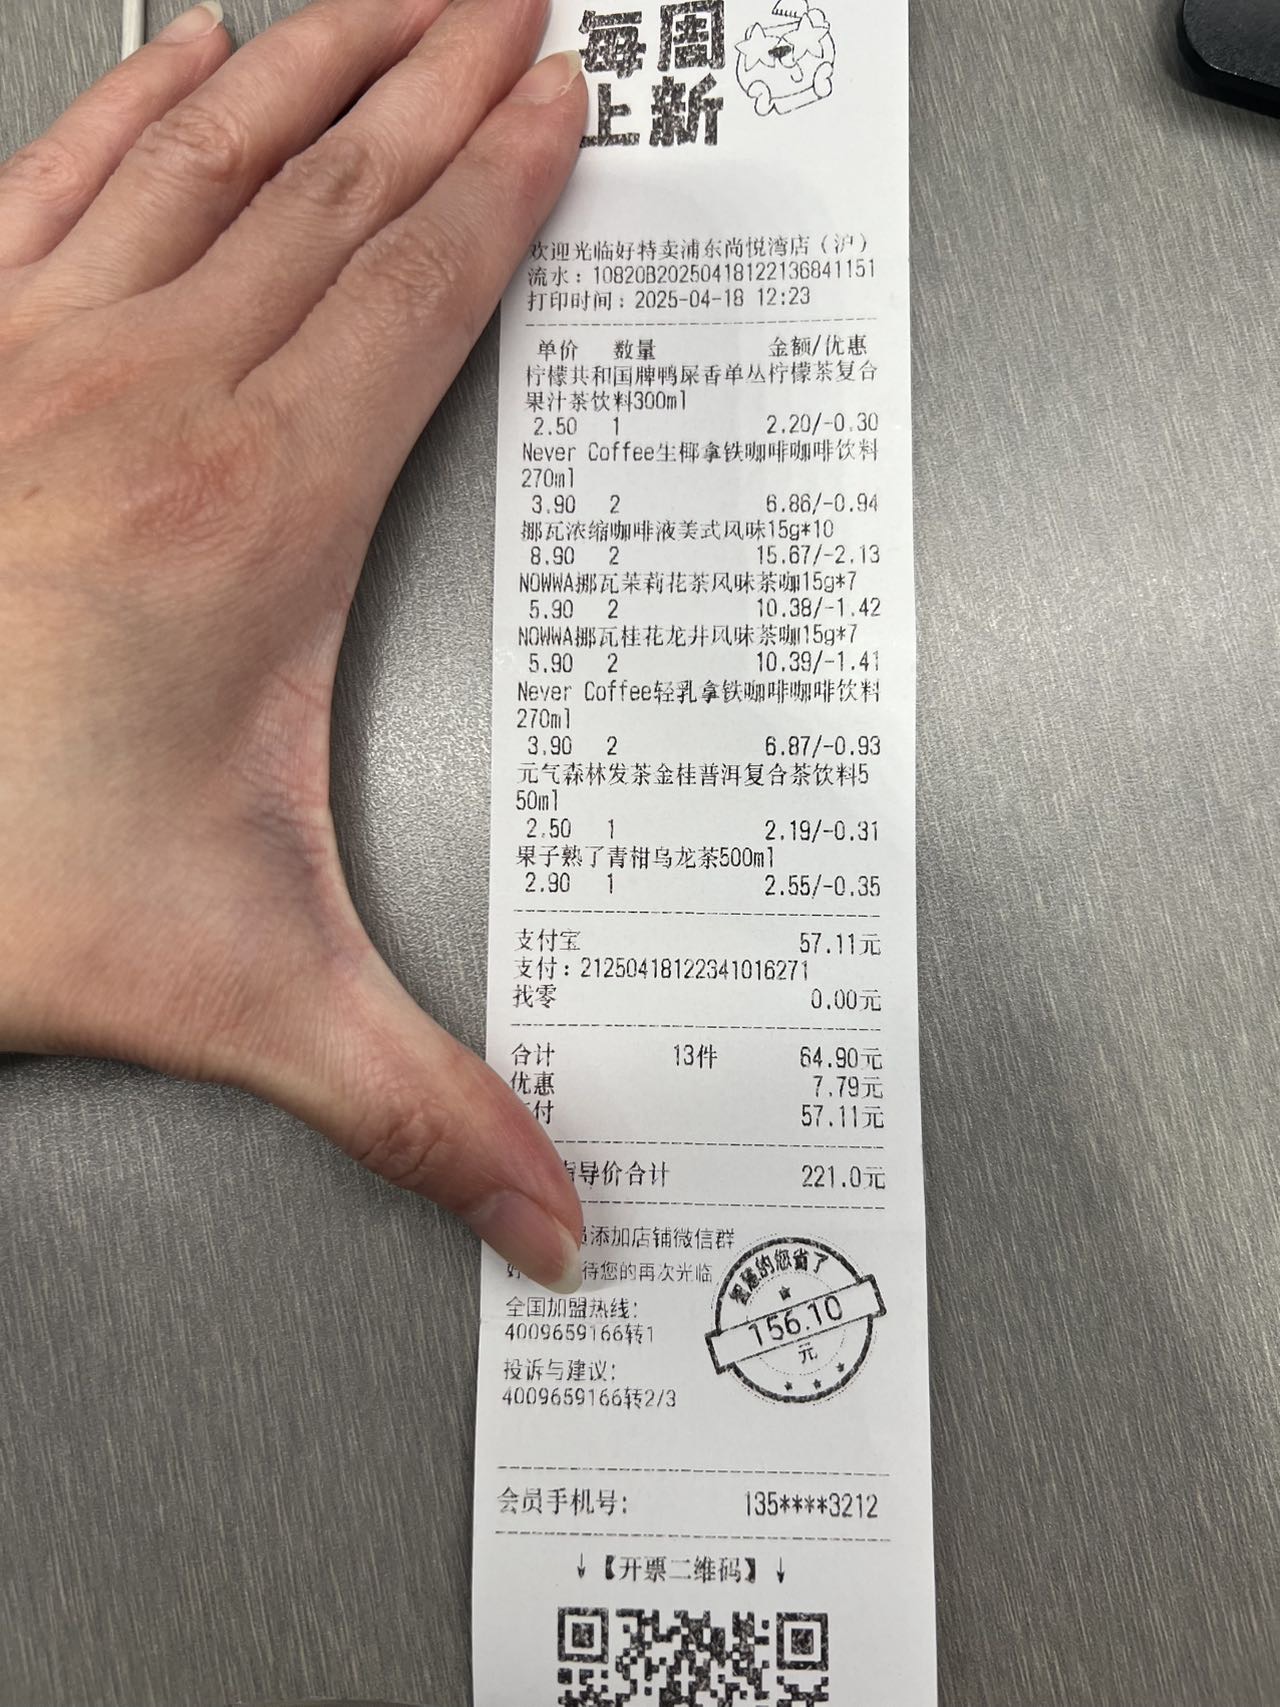 每周
上新
欢迎光临好特卖浦东尚悦湾店（沪）
流水：10820B20250418122136841151
打印时间：2025-04-18 12:23
单价 数量 金额/优惠
柠檬共和国牌鸭屎香单丛柠檬茶复合
果汁茶饮料300ml
2.50 1 2.20/-0.30
Never Coffee生椰拿铁咖啡咖啡饮料
270ml
3.90 2 6.86/-0.94
挪瓦浓缩咖啡液美式风味15g*10
8.90 2 15.67/-2.13
NOWWA挪瓦茉莉花茶风味茶咖15g*7
5.90 2 10.38/-1.42
NOWWA挪瓦桂花龙井风味茶咖15g*7
5.90 2 10.39/-1.41
Never Coffee轻乳拿铁咖啡咖啡饮料
270ml
3.90 2 6.87/-0.93
元气森林发茶金桂普洱复合茶饮料5
50ml
2.50 1 2.19/-0.31
果子熟了青柑乌龙茶500ml
2.90 1 2.55/-0.35
支付宝 57.11元
支付：21250418122341016271
找零 0.00元
合计 13件 64.90元
优惠 7.79元
付 57.11元
导价合计 221.0元
添加店铺微信群
待您的再次光临
智慧的您省了
156.10
元
全国加盟热线：
4009659166转1
投诉与建议：
4009659166转2/3
会员手机号： 135****3212
↓【开票二维码】↓